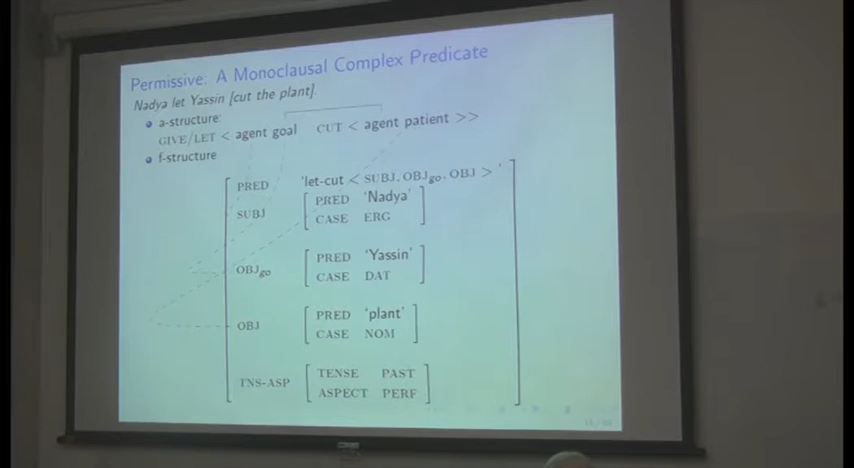 Permissive: A Monoclausal Complex Predicate
Nadya let Yassin [cut the plant].
• a-structure:
GIVE/LET < agent goal CUT < agent patient >>
• f-structure
PRED 'let-cut < SUBJ, OBJgo, OBJ > '
SUBJ [ PRED 'Nadya'
CASE ERG ]
OBJgo [ PRED 'Yassin'
CASE DAT ]
OBJ [ PRED 'plant'
CASE NOM ]
TNS-ASP [ TENSE PAST
ASPECT PERF ]